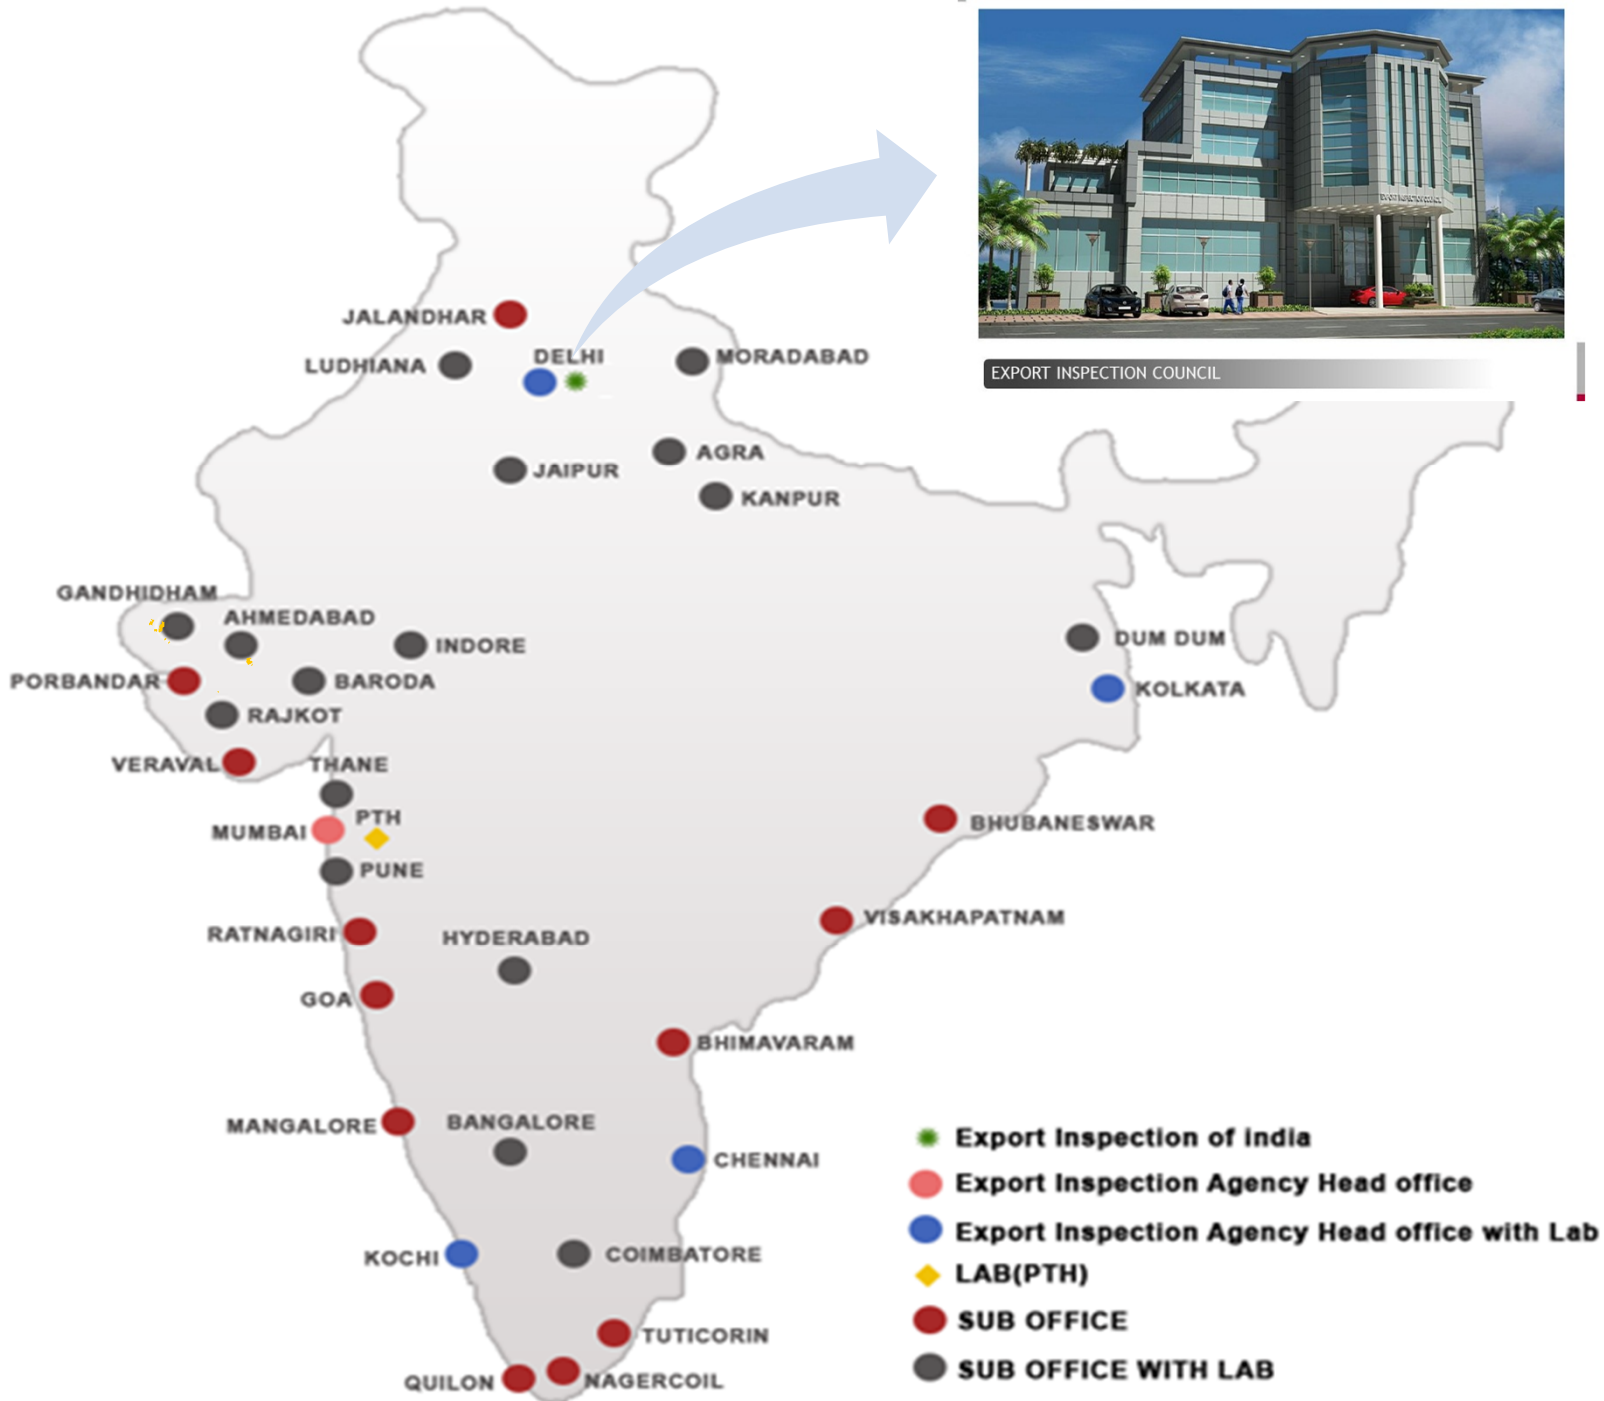 EXPORT INSPECTION COUNCIL
EXPORT INSPECTION COUNCIL
JALANDHAR
LUDHIANA
DELHI
MORADABAD
AGRA
JAIPUR
KANPUR
GANDHIDHAM
AHMEDABAD
INDORE
DUM DUM
PORBANDAR
BARODA
KOLKATA
RAJKOT
VERAVAL
THANE
PTH
MUMBAI
BHUBANESWAR
PUNE
VISAKHAPATNAM
RATNAGIRI
HYDERABAD
GOA
BHIMAVARAM
MANGALORE
BANGALORE
CHENNAI
KOCHI
COIMBATORE
TUTICORIN
QUILON
NAGERCOIL
Export Inspection of india
Export Inspection Agency Head office
Export Inspection Agency Head office with Lab
LAB(PTH)
SUB OFFICE
SUB OFFICE WITH LAB